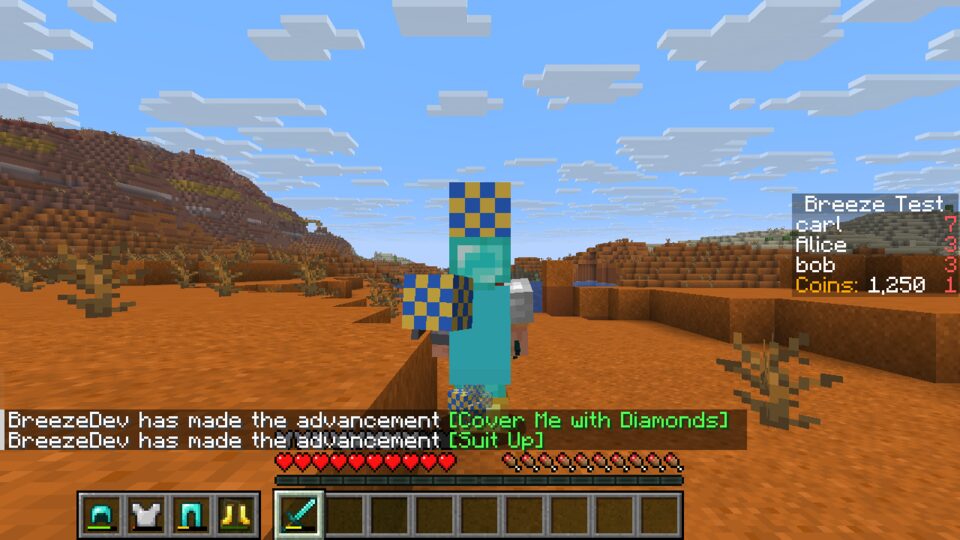 Breeze Test
carl 7
Alice 3
bob 3
Coins: 1,250 1
BreezeDev has made the advancement [Cover Me with Diamonds]
BreezeDev has made the advancement [Suit Up]